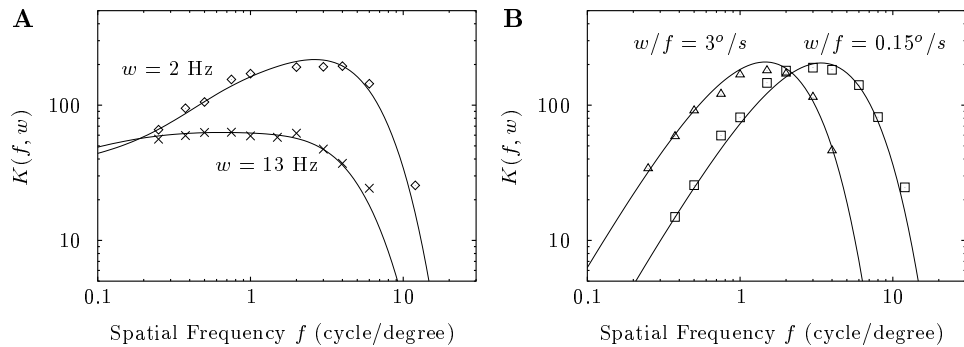 A
K(f, w)
100
10
w = 2 Hz
w = 13 Hz
0.1 1 10
Spatial Frequency f (cycle/degree)
B
K(f, w)
100
10
w/f = 3°/s
w/f = 0.15°/s
0.1 1 10
Spatial Frequency f (cycle/degree)